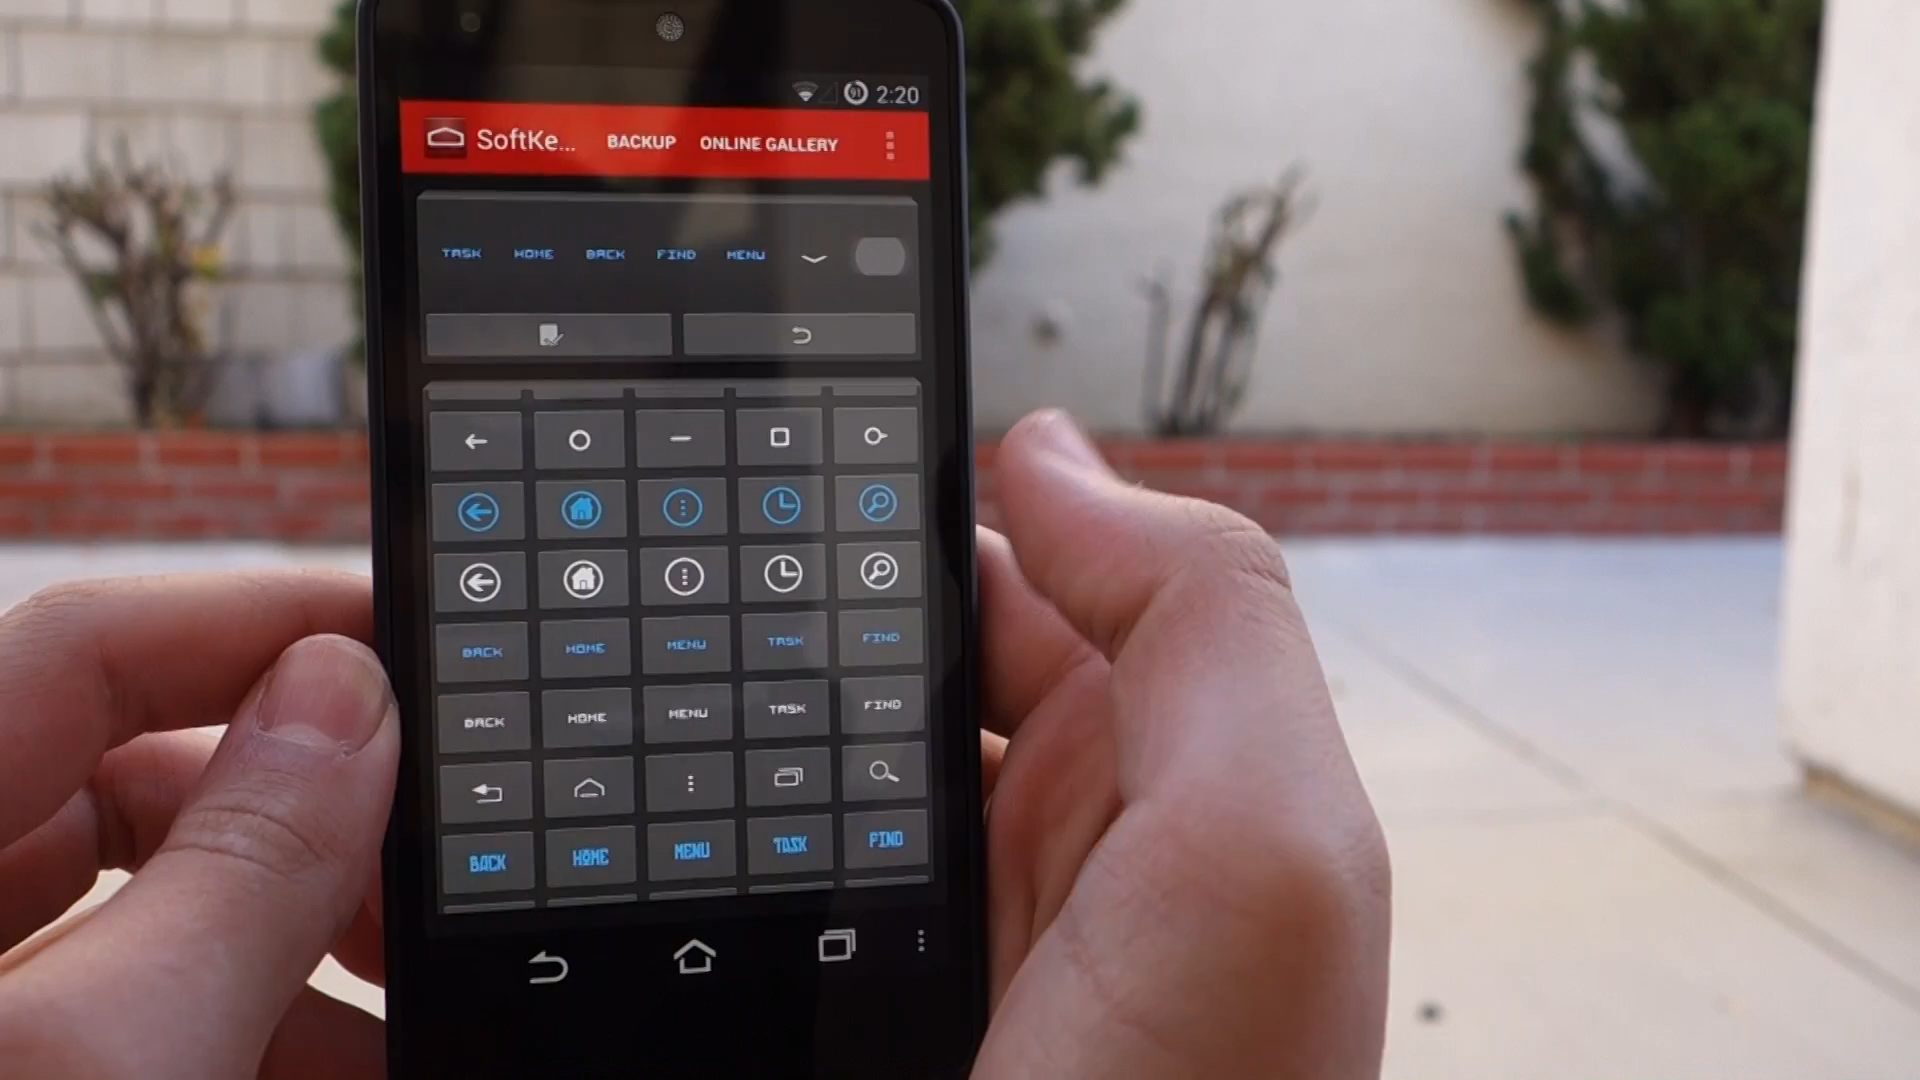 91 2:20
SoftKe... BACKUP ONLINE GALLERY
TASK HOME BACK FIND MENU
BACK HOME MENU TASK FIND
BACK HOME MENU TASK FIND
BACK HOME MENU TASK FIND